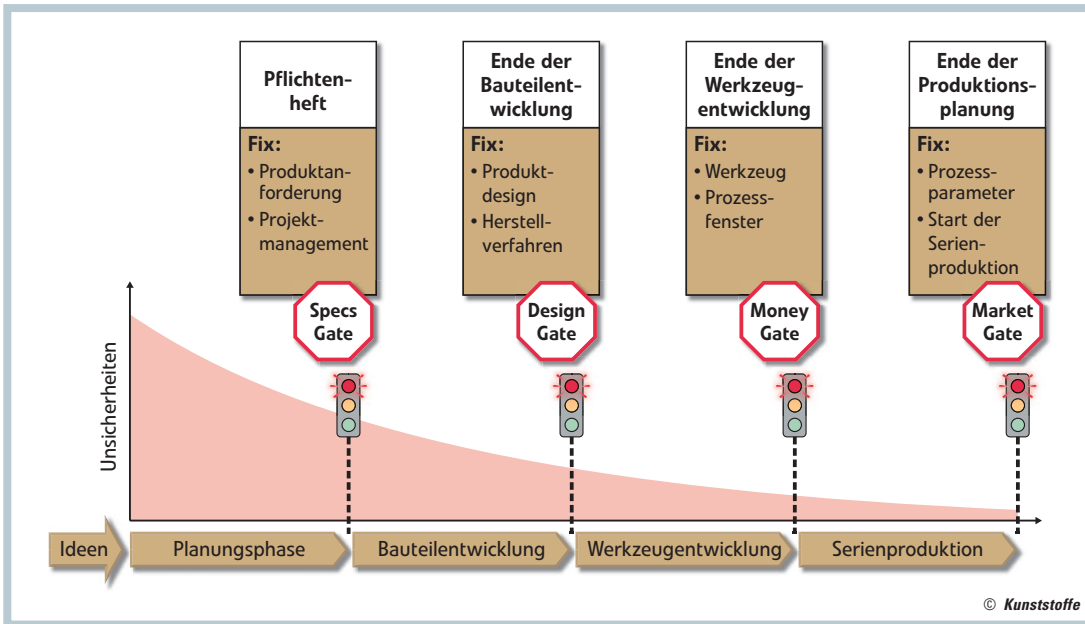 Pflichten-
heft
Fix:
• Produktan-
forderung
• Projekt-
management
Specs
Gate
Ende der
Bauteilent-
wicklung
Fix:
• Produkt-
design
• Herstell-
verfahren
Design
Gate
Ende der
Werkzeug-
entwicklung
Fix:
• Werkzeug
• Prozess-
fenster
Money
Gate
Ende der
Produktions-
planung
Fix:
• Prozess-
parameter
• Start der
Serien-
produktion
Market
Gate
Unsicherheiten
Ideen
Planungsphase
Bauteilentwicklung
Werkzeugentwicklung
Serienproduktion
© Kunststoffe